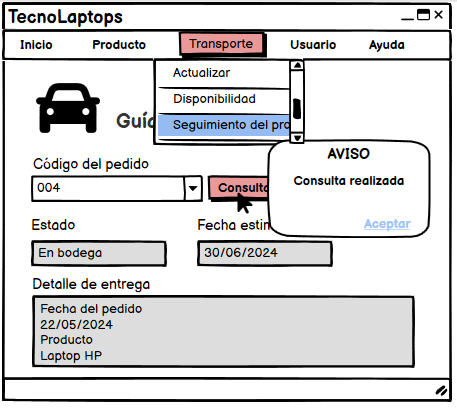 TecnoLaptops
Inicio Producto Transporte Usuario Ayuda
Actualizar
Disponibilidad
Seguimiento del pro
Guía
AVISO
Consulta realizada
Aceptar
Código del pedido
004
Consulta
Estado
Fecha estim
En bodega
30/06/2024
Detalle de entrega
Fecha del pedido
22/05/2024
Producto
Laptop HP